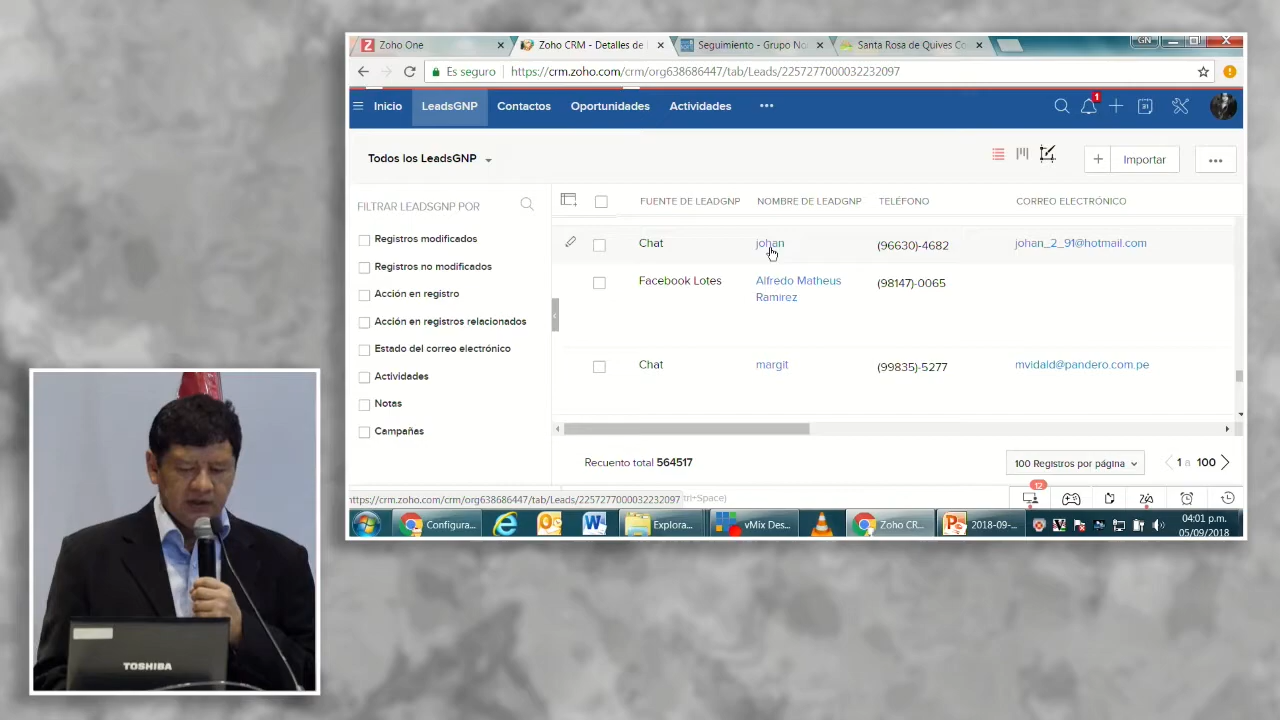 Zoho One
Zoho CRM - Detalles de
Seguimiento - Grupo No
Santa Rosa de Quives Co
GN
Es seguro
https://crm.zoho.com/crm/org638686447/tab/Leads/2257277000032232097
Inicio
LeadsGNP
Contactos
Oportunidades
Actividades
1
31
Todos los LeadsGNP
Importar
FILTRAR LEADSGNP POR
Registros modificados
Registros no modificados
Acción en registro
Acción en registros relacionados
Estado del correo electrónico
Actividades
Notas
Campañas
FUENTE DE LEADGNP NOMBRE DE LEADGNP TELÉFONO CORREO ELECTRÓNICO
Chat johan (96630)-4682 johan_2_91@hotmail.com
Facebook Lotes Alfredo Matheus (98147)-0065
Ramirez
Chat margit (99835)-5277 mvidald@pandero.com.pe
Recuento total 564517
100 Registros por página
1 a 100
12
https://crm.zoho.com/crm/org638686447/tab/Leads/2257277000032232097
trl+Space)
Configura...
Explora...
vMix Des...
Zoho CR...
2018-09-...
04:01 p.m.
05/09/2018
TOSHIBA